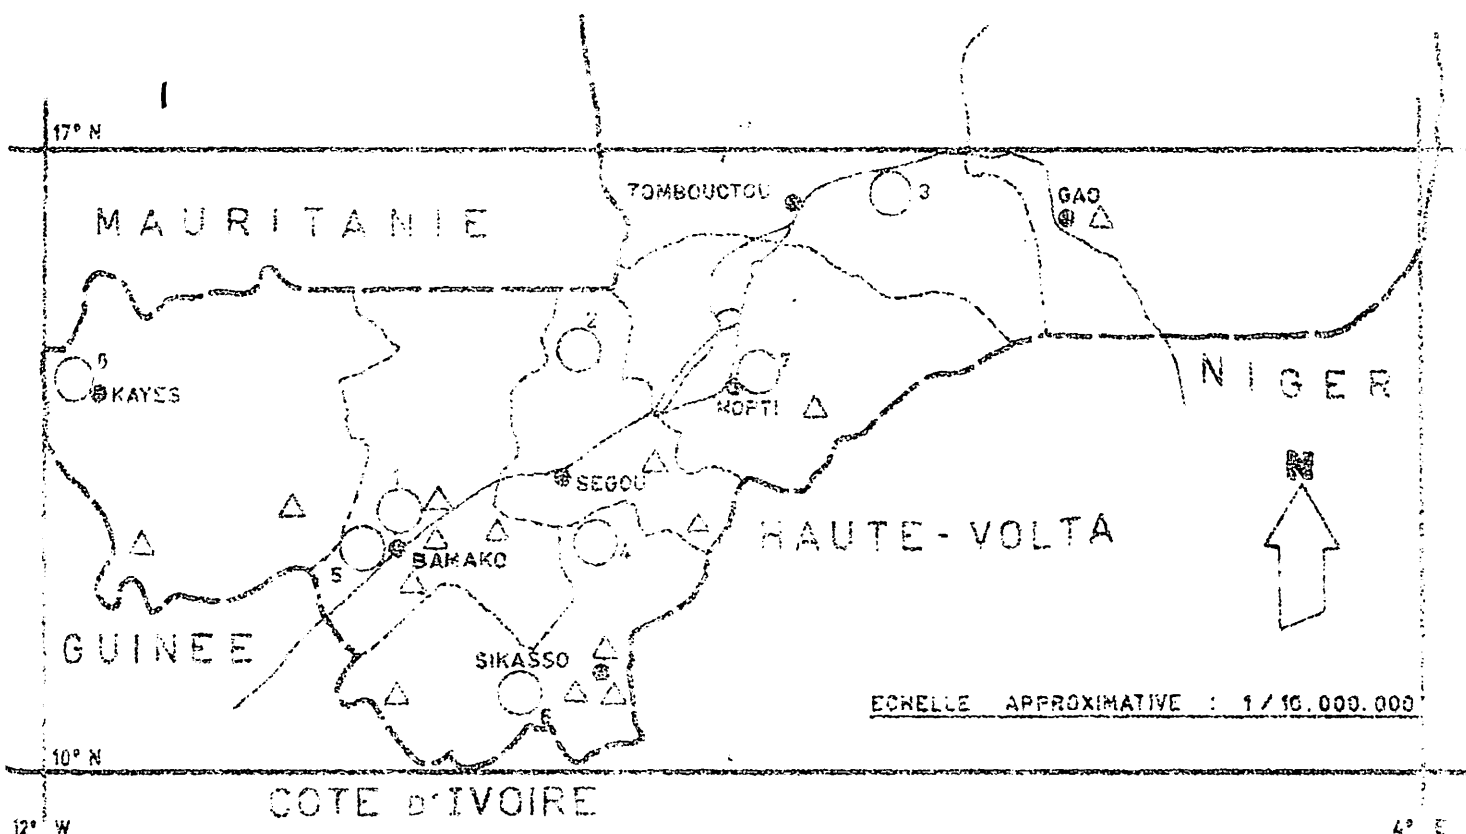 17° N
TOMBOUCTOU
3
GAO
MAURITANIE
2
8
KAYES
7
MOPTI
NIGER
SEGOU
N
1
BAMAKO
4
5
HAUTE-VOLTA
GUINEE
SIKASSO
6
ECHELLE APPROXIMATIVE : 1/10.000.000
10° N
COTE D'IVOIRE
12° W
4° E